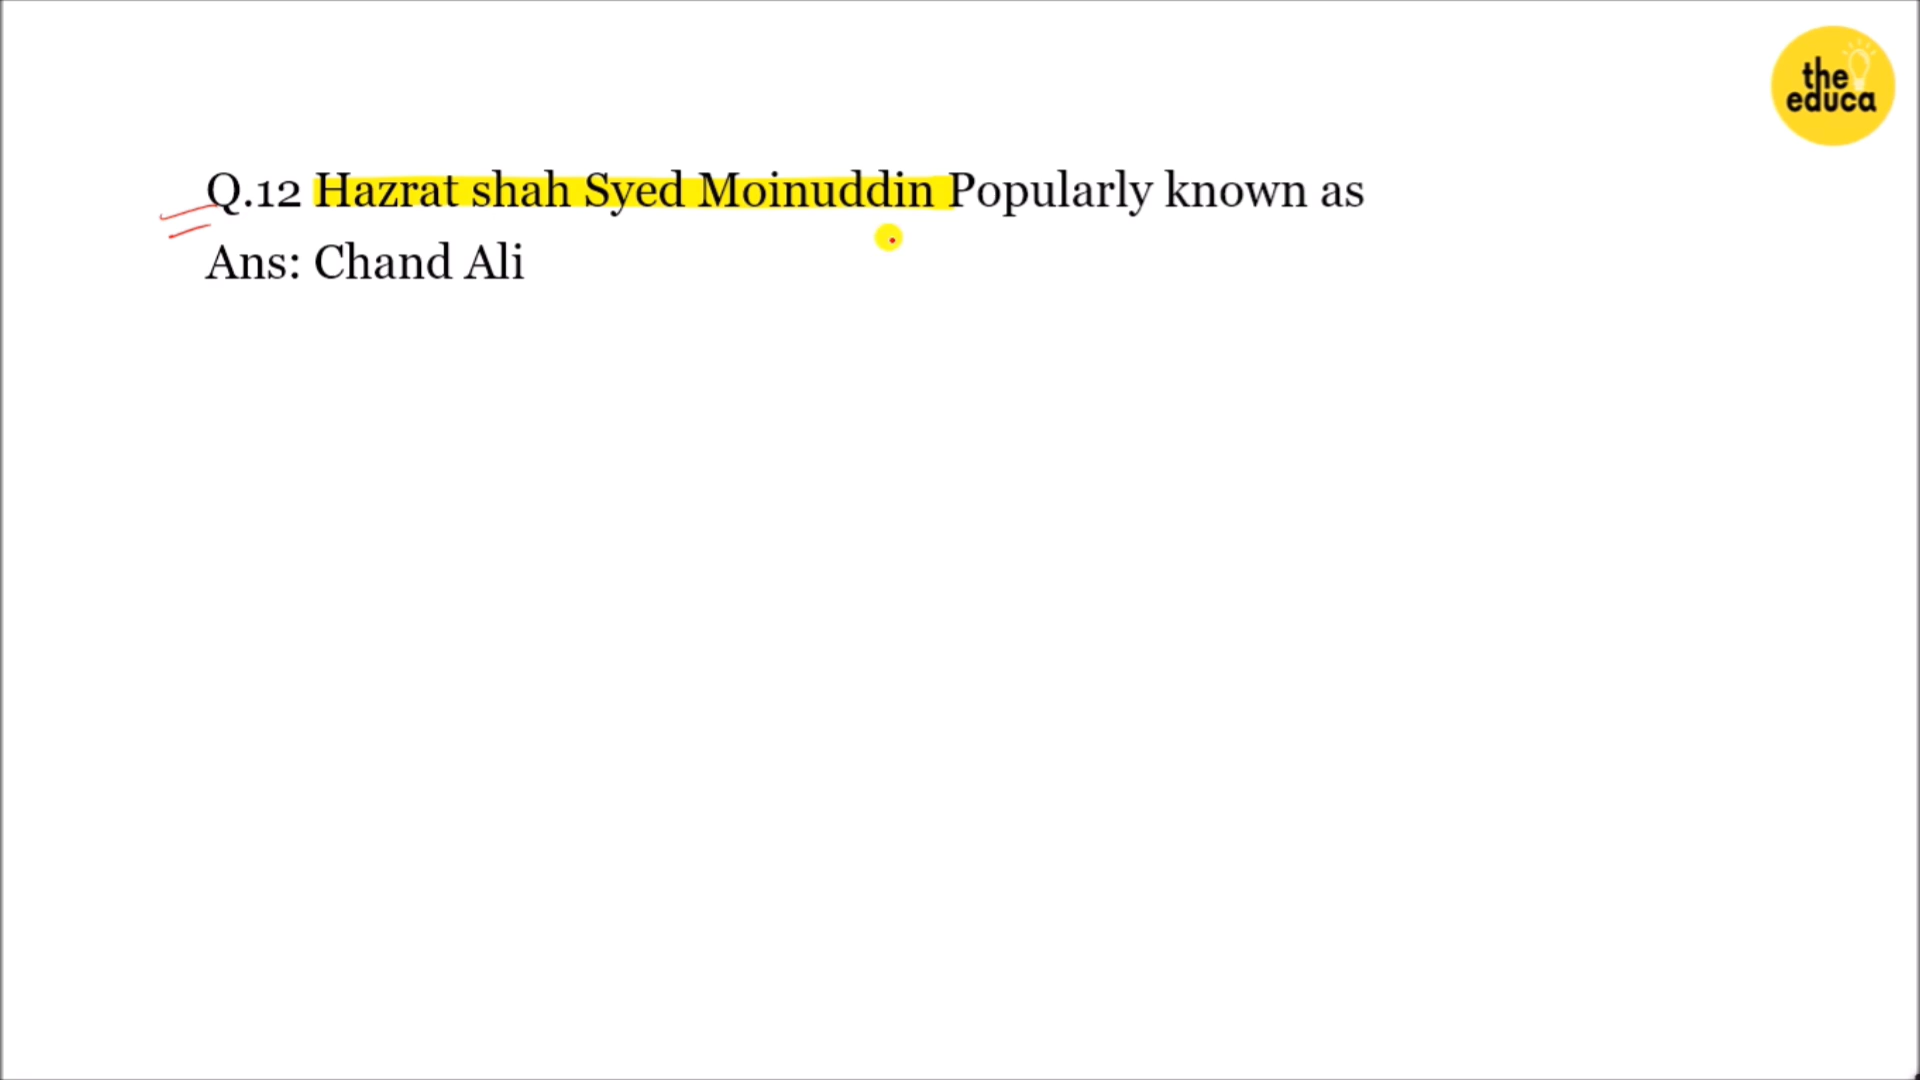 the
educa
Q.12 Hazrat shah Syed Moinuddin Popularly known as
Ans: Chand Ali